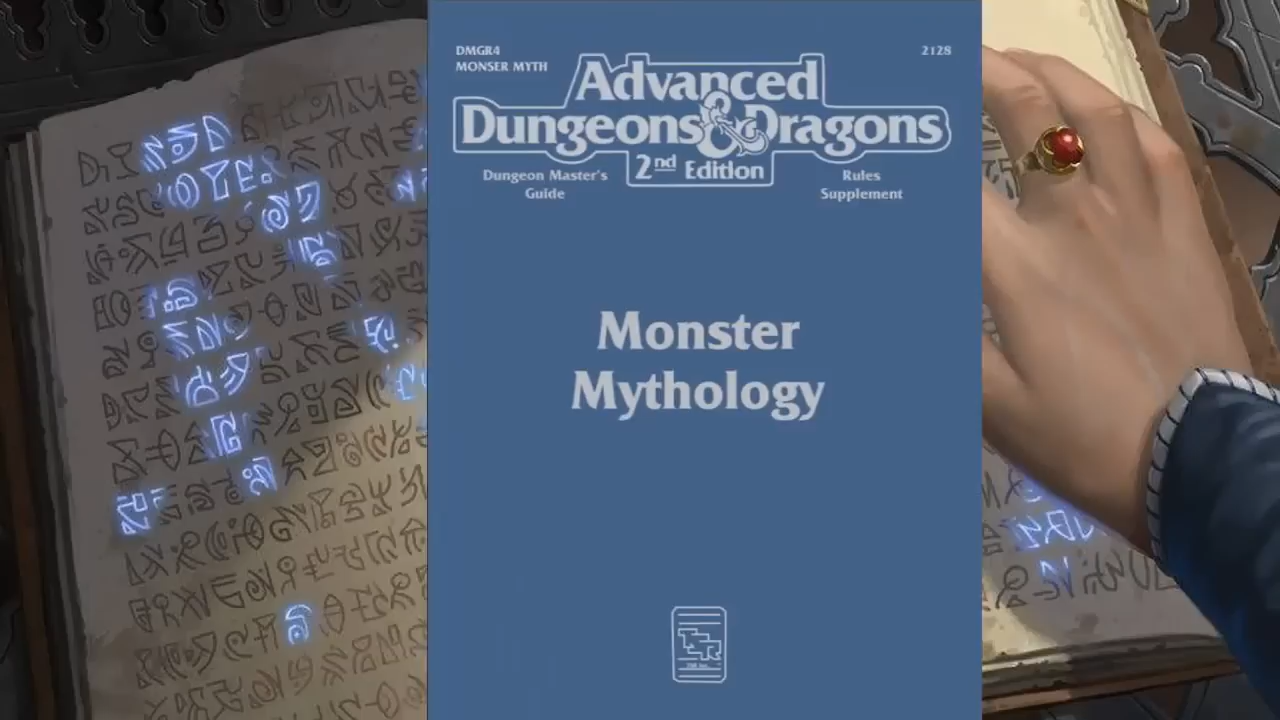 DMGR4
MONSER MYTH
2128
Advanced
Dungeons & Dragons
2nd Edition
Dungeon Master's
Guide
Rules
Supplement
Monster
Mythology
TSR